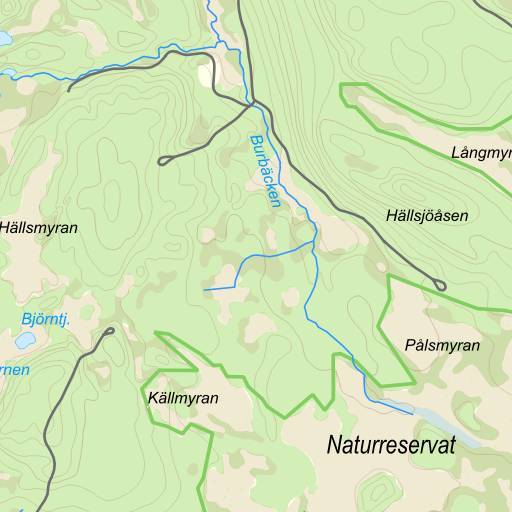 Burbäcken
Långmyr
Hällsjöåsen
Hällsmyran
Björntj.
Pålsmyran
rnen
Källmyran
Naturreservat